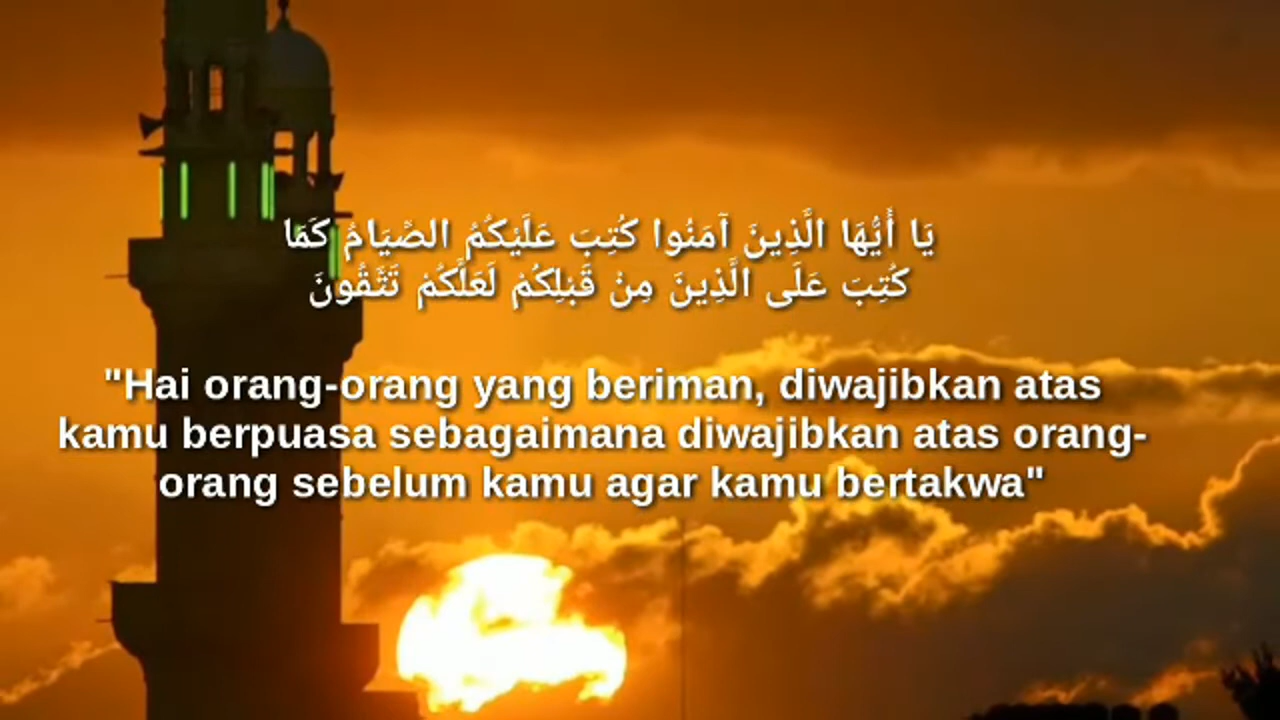 يَا أَيُّهَا الَّذِينَ آمَنُوا كُتِبَ عَلَيْكُمُ الصِّيَامُ كَمَا
كُتِبَ عَلَى الَّذِينَ مِنْ قَبْلِكُمْ لَعَلَّكُمْ تَتَّقُونَ
"Hai orang-orang yang beriman, diwajibkan atas
kamu berpuasa sebagaimana diwajibkan atas orang-
orang sebelum kamu agar kamu bertakwa"